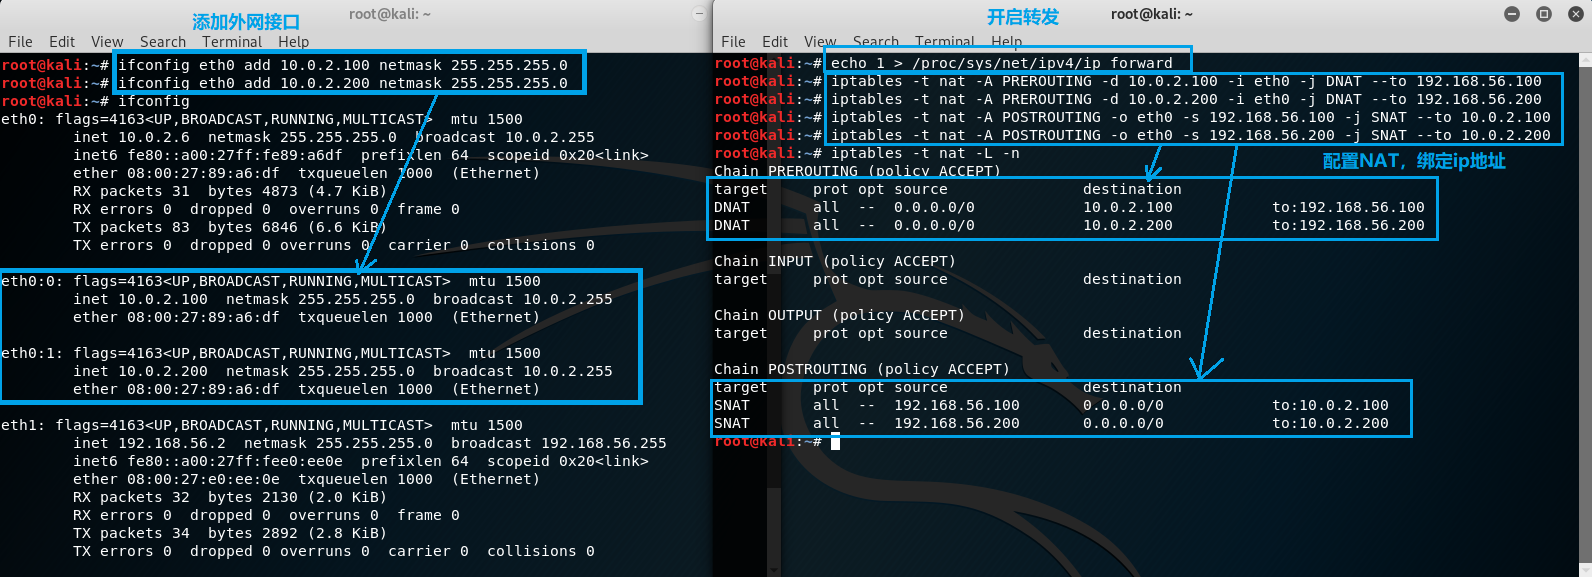 添加外网接口
root@kali: ~
File Edit View Search Terminal Help
root@kali:~# ifconfig eth0 add 10.0.2.100 netmask 255.255.255.0
root@kali:~# ifconfig eth0 add 10.0.2.200 netmask 255.255.255.0
root@kali:~# ifconfig
eth0: flags=4163<UP,BROADCAST,RUNNING,MULTICAST>  mtu 1500
        inet 10.0.2.6  netmask 255.255.255.0  broadcast 10.0.2.255
        inet6 fe80::a00:27ff:fe89:a6df  prefixlen 64  scopeid 0x20<link>
        ether 08:00:27:89:a6:df  txqueuelen 1000  (Ethernet)
        RX packets 31  bytes 4873 (4.7 KiB)
        RX errors 0  dropped 0  overruns 0  frame 0
        TX packets 83  bytes 6846 (6.6 KiB)
        TX errors 0  dropped 0 overruns 0  carrier 0  collisions 0
eth0:0: flags=4163<UP,BROADCAST,RUNNING,MULTICAST>  mtu 1500
        inet 10.0.2.100  netmask 255.255.255.0  broadcast 10.0.2.255
        ether 08:00:27:89:a6:df  txqueuelen 1000  (Ethernet)
eth0:1: flags=4163<UP,BROADCAST,RUNNING,MULTICAST>  mtu 1500
        inet 10.0.2.200  netmask 255.255.255.0  broadcast 10.0.2.255
        ether 08:00:27:89:a6:df  txqueuelen 1000  (Ethernet)
eth1: flags=4163<UP,BROADCAST,RUNNING,MULTICAST>  mtu 1500
        inet 192.168.56.2  netmask 255.255.255.0  broadcast 192.168.56.255
        inet6 fe80::a00:27ff:fee0:ee0e  prefixlen 64  scopeid 0x20<link>
        ether 08:00:27:e0:ee:0e  txqueuelen 1000  (Ethernet)
        RX packets 32  bytes 2130 (2.0 KiB)
        RX errors 0  dropped 0  overruns 0  frame 0
        TX packets 34  bytes 2892 (2.8 KiB)
        TX errors 0  dropped 0 overruns 0  carrier 0  collisions 0
开启转发
root@kali: ~
File Edit View Search Terminal Help
root@kali:~# echo 1 > /proc/sys/net/ipv4/ip_forward
root@kali:~# iptables -t nat -A PREROUTING -d 10.0.2.100 -i eth0 -j DNAT --to 192.168.56.100
root@kali:~# iptables -t nat -A PREROUTING -d 10.0.2.200 -i eth0 -j DNAT --to 192.168.56.200
root@kali:~# iptables -t nat -A POSTROUTING -o eth0 -s 192.168.56.100 -j SNAT --to 10.0.2.100
root@kali:~# iptables -t nat -A POSTROUTING -o eth0 -s 192.168.56.200 -j SNAT --to 10.0.2.200
root@kali:~# iptables -t nat -L -n
配置NAT，绑定ip地址
Chain PREROUTING (policy ACCEPT)
target     prot opt source               destination
DNAT       all  --  0.0.0.0/0            10.0.2.100           to:192.168.56.100
DNAT       all  --  0.0.0.0/0            10.0.2.200           to:192.168.56.200
Chain INPUT (policy ACCEPT)
target     prot opt source               destination
Chain OUTPUT (policy ACCEPT)
target     prot opt source               destination
Chain POSTROUTING (policy ACCEPT)
target     prot opt source               destination
SNAT       all  --  192.168.56.100       0.0.0.0/0            to:10.0.2.100
SNAT       all  --  192.168.56.200       0.0.0.0/0            to:10.0.2.200
root@kali:~#